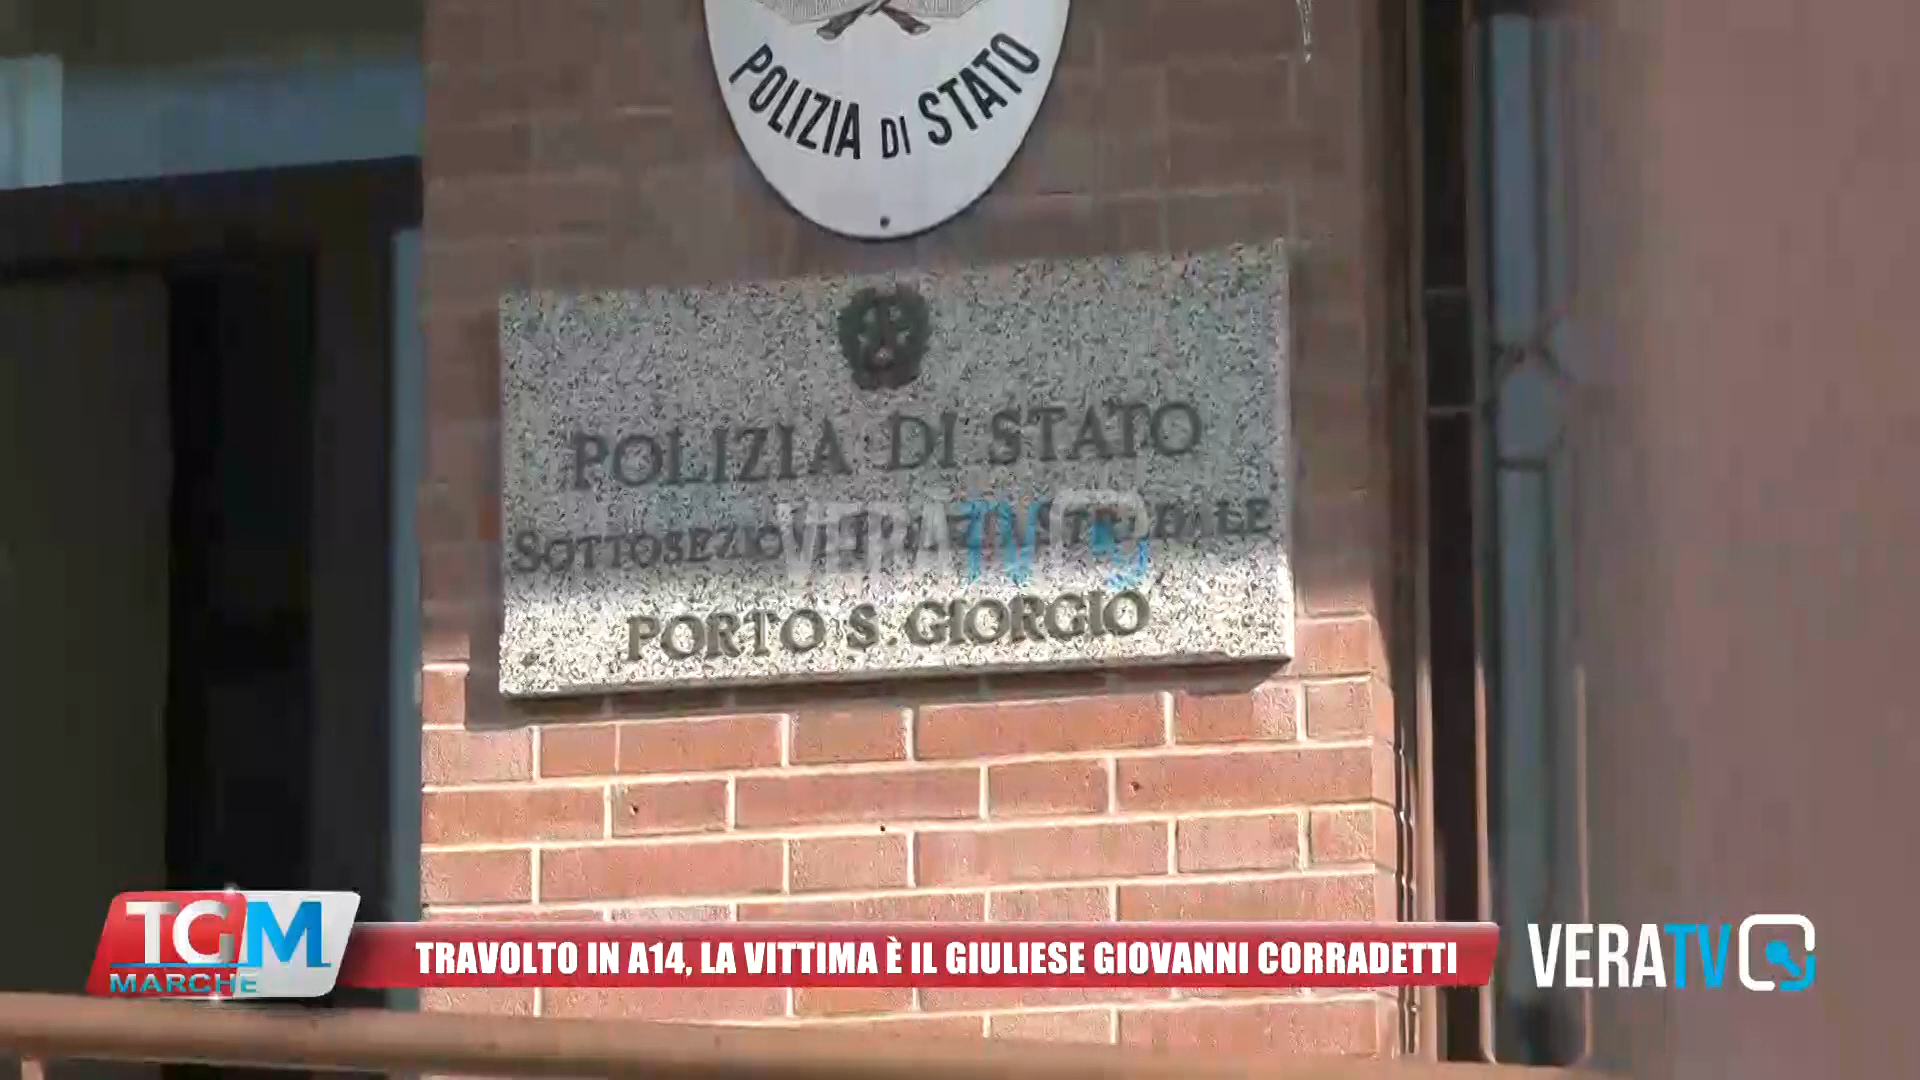 POLIZIA DI STATO
POLIZIA DI STATO
PORTO S. GIORGIO
VERATV
TGM
MARCHE
TRAVOLTO IN A14, LA VITTIMA È IL GIULIESE GIOVANNI CORRADETTI
VERATV